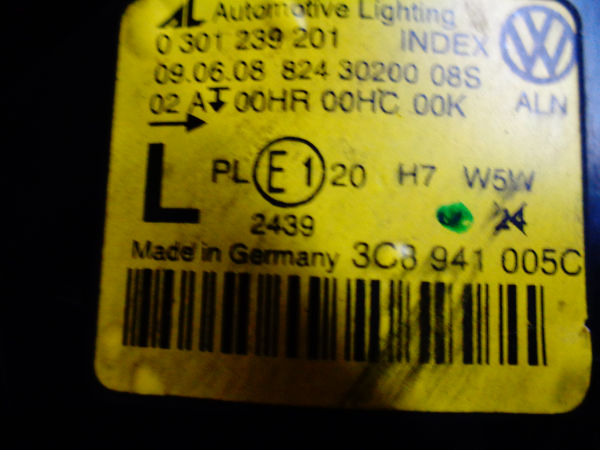 AL Automotive Lighting
0 301 239 201 INDEX
09.06.08 824 30200 08S
02 A 00HR 00HC 00K ALN
L PL E1 20 H7 W5W
2439 24
Made in Germany 3C8 941 005C